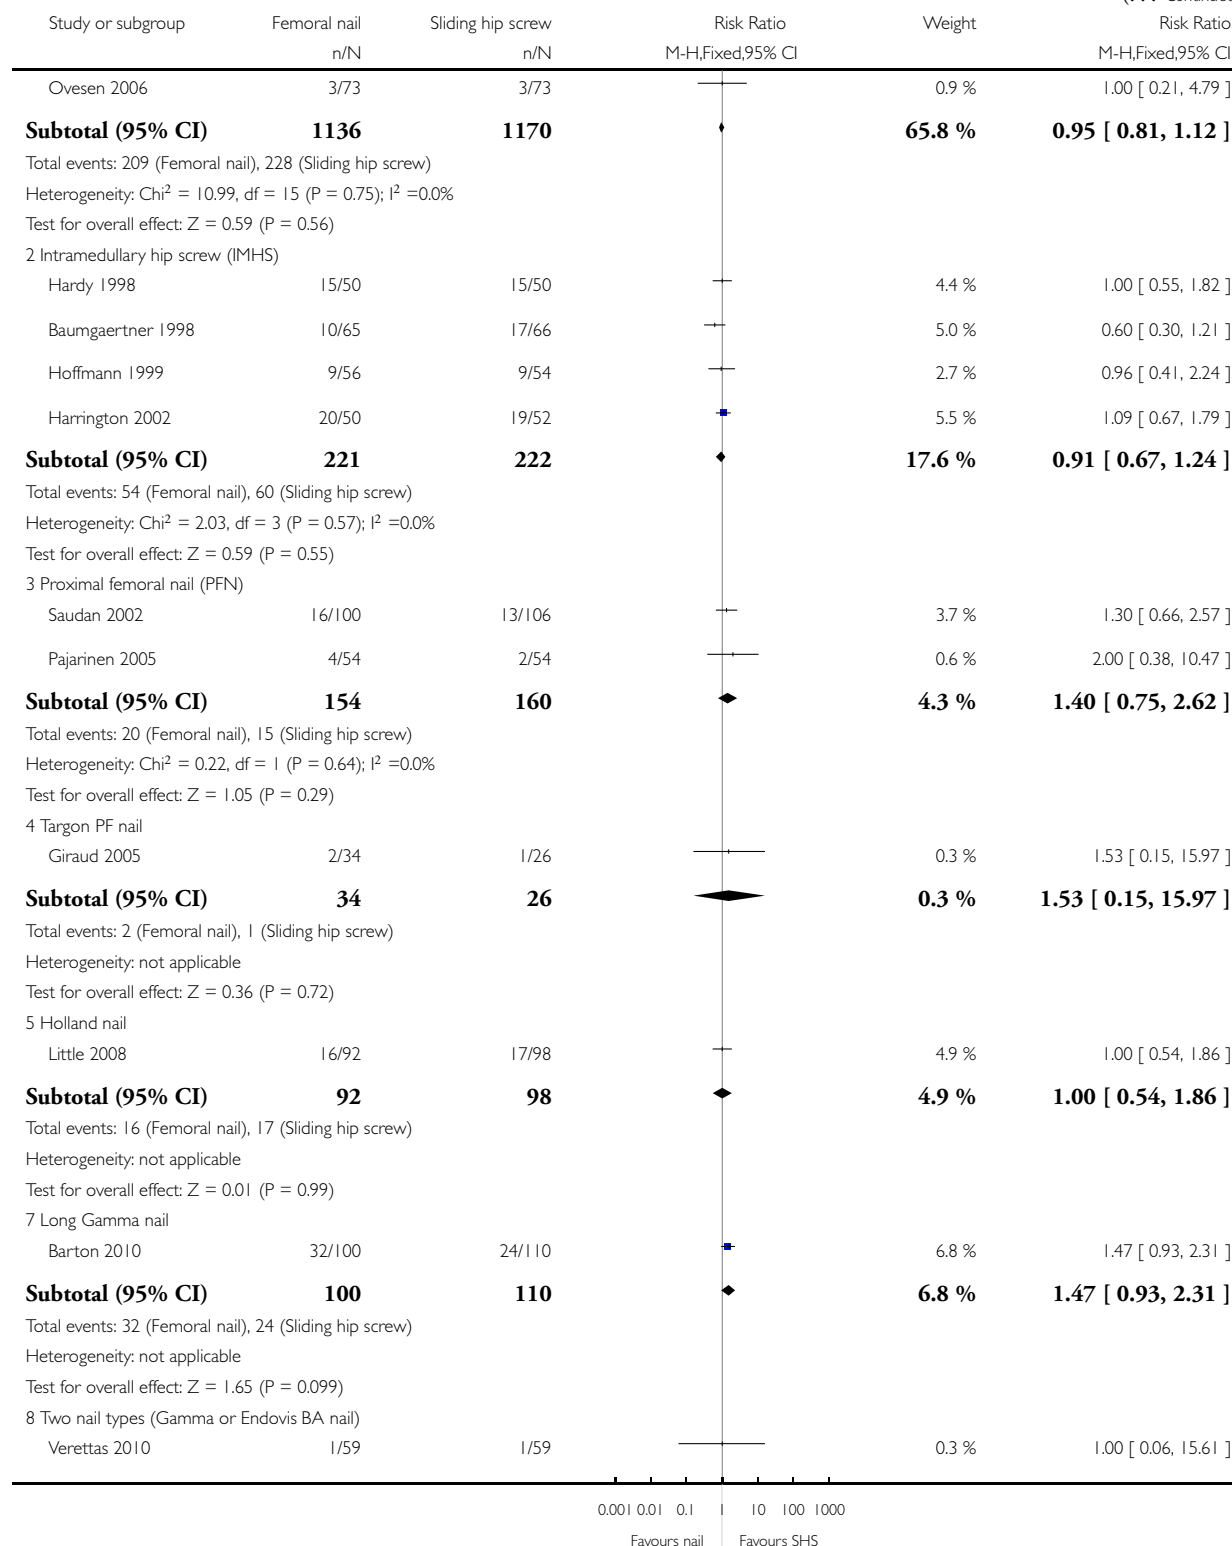 (. . . Continued
Study or subgroup Femoral nail Sliding hip screw Risk Ratio Weight Risk Ratio
n/N n/N M-H,Fixed,95% CI M-H,Fixed,95% CI
Ovesen 2006 3/73 3/73 0.9 % 1.00 [ 0.21, 4.79 ]
Subtotal (95% CI) 1136 1170 65.8 % 0.95 [ 0.81, 1.12 ]
Total events: 209 (Femoral nail), 228 (Sliding hip screw)
Heterogeneity: Chi² = 10.99, df = 15 (P = 0.75); I² =0.0%
Test for overall effect: Z = 0.59 (P = 0.56)
2 Intramedullary hip screw (IMHS)
Hardy 1998 15/50 15/50 4.4 % 1.00 [ 0.55, 1.82 ]
Baumgaertner 1998 10/65 17/66 5.0 % 0.60 [ 0.30, 1.21 ]
Hoffmann 1999 9/56 9/54 2.7 % 0.96 [ 0.41, 2.24 ]
Harrington 2002 20/50 19/52 5.5 % 1.09 [ 0.67, 1.79 ]
Subtotal (95% CI) 221 222 17.6 % 0.91 [ 0.67, 1.24 ]
Total events: 54 (Femoral nail), 60 (Sliding hip screw)
Heterogeneity: Chi² = 2.03, df = 3 (P = 0.57); I² =0.0%
Test for overall effect: Z = 0.59 (P = 0.55)
3 Proximal femoral nail (PFN)
Saudan 2002 16/100 13/106 3.7 % 1.30 [ 0.66, 2.57 ]
Pajarinen 2005 4/54 2/54 0.6 % 2.00 [ 0.38, 10.47 ]
Subtotal (95% CI) 154 160 4.3 % 1.40 [ 0.75, 2.62 ]
Total events: 20 (Femoral nail), 15 (Sliding hip screw)
Heterogeneity: Chi² = 0.22, df = 1 (P = 0.64); I² =0.0%
Test for overall effect: Z = 1.05 (P = 0.29)
4 Targon PF nail
Giraud 2005 2/34 1/26 0.3 % 1.53 [ 0.15, 15.97 ]
Subtotal (95% CI) 34 26 0.3 % 1.53 [ 0.15, 15.97 ]
Total events: 2 (Femoral nail), 1 (Sliding hip screw)
Heterogeneity: not applicable
Test for overall effect: Z = 0.36 (P = 0.72)
5 Holland nail
Little 2008 16/92 17/98 4.9 % 1.00 [ 0.54, 1.86 ]
Subtotal (95% CI) 92 98 4.9 % 1.00 [ 0.54, 1.86 ]
Total events: 16 (Femoral nail), 17 (Sliding hip screw)
Heterogeneity: not applicable
Test for overall effect: Z = 0.01 (P = 0.99)
7 Long Gamma nail
Barton 2010 32/100 24/110 6.8 % 1.47 [ 0.93, 2.31 ]
Subtotal (95% CI) 100 110 6.8 % 1.47 [ 0.93, 2.31 ]
Total events: 32 (Femoral nail), 24 (Sliding hip screw)
Heterogeneity: not applicable
Test for overall effect: Z = 1.65 (P = 0.099)
8 Two nail types (Gamma or Endovis BA nail)
Verettas 2010 1/59 1/59 0.3 % 1.00 [ 0.06, 15.61 ]
0.001 0.01 0.1 1 10 100 1000
Favours nail Favours SHS